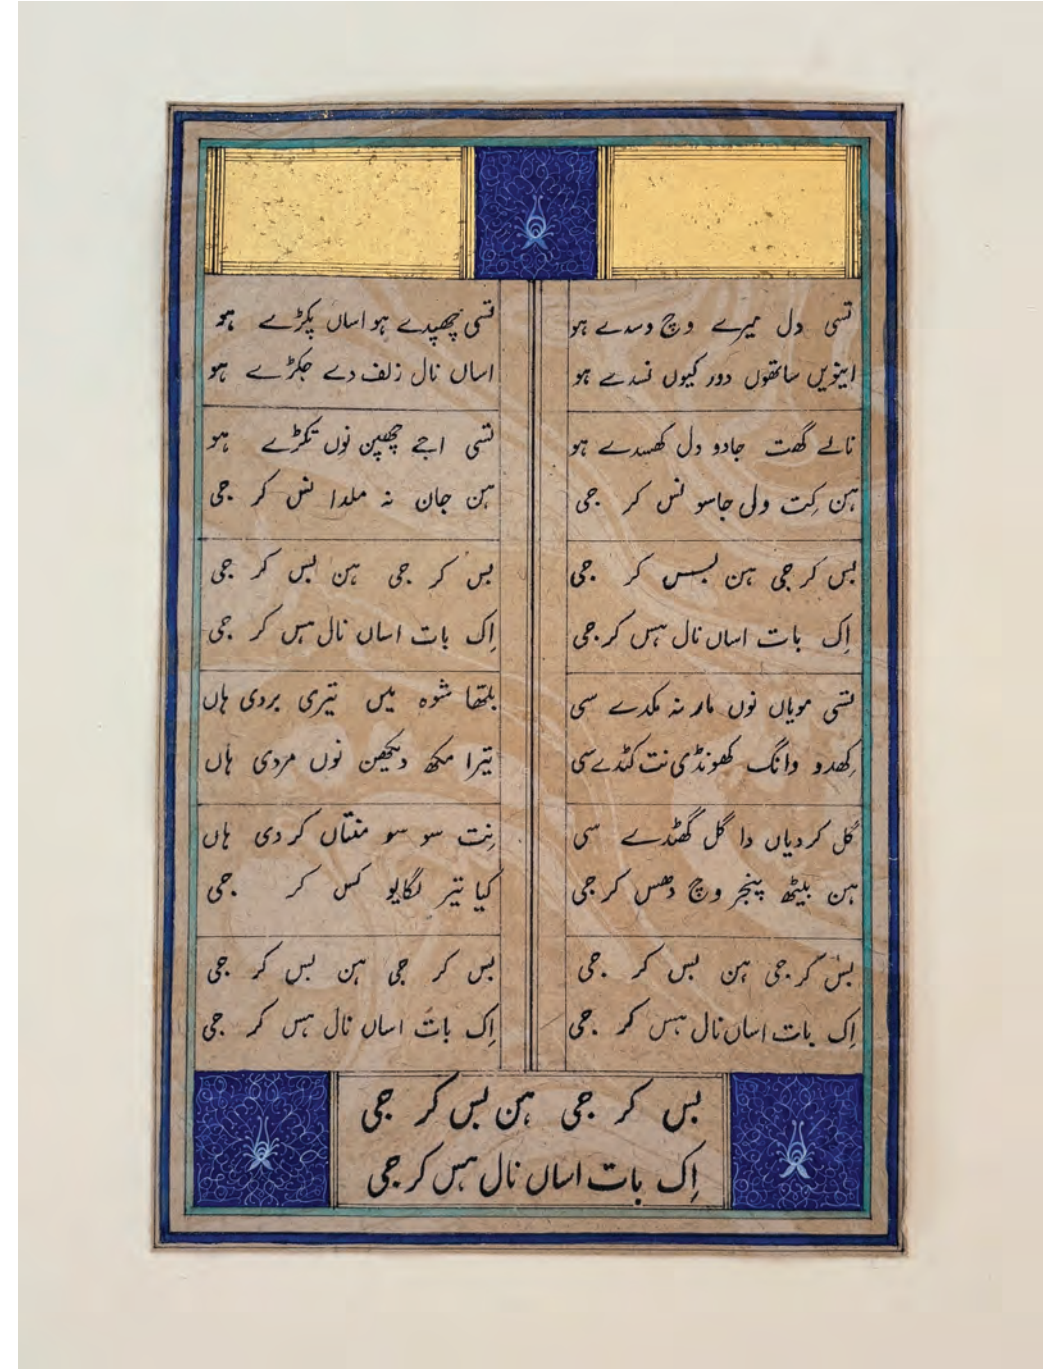 تسی دل میرے وچ وسدے ہو
اینویں ساتھوں دور کیوں نسدے ہو
نالے گھت جادو دل کھسدے ہو
ہن کِت ولی جاسو نس کر جی
بس کر جی ہن بس کر جی
اِک بات اساں نال ہس کر جی
تسی مویاں نوں مار نہ مکدے سی
کِھدو وانگ کھونڈی نت کٹدے سی
گل کردیاں دا گل گھٹدے سی
ہن بیٹھ پنجر وچ دھس کر جی
بس کر جی ہن بس کر جی
اِک بات اساں نال ہس کر جی
تسی چھپدے ہو اساں پکڑے ہو
اساں نال زلف دے جکڑے ہو
تسی اجے چھپن نوں تکڑے ہو
ہن جان نہ ملدا نس کر جی
بس کر جی ہن بس کر جی
اِک بات اساں نال ہس کر جی
بلھا شوہ میں تیری بردی ہاں
تیرا مکھ دیکھن نوں مردی ہاں
نِت سو سو منتاں کردی ہاں
کیا تیر لگایو کس کر جی
بس کر جی ہن بس کر جی
اِک بات اساں نال ہس کر جی
بس کر جی ہن بس کر جی
اِک بات اساں نال ہس کر جی